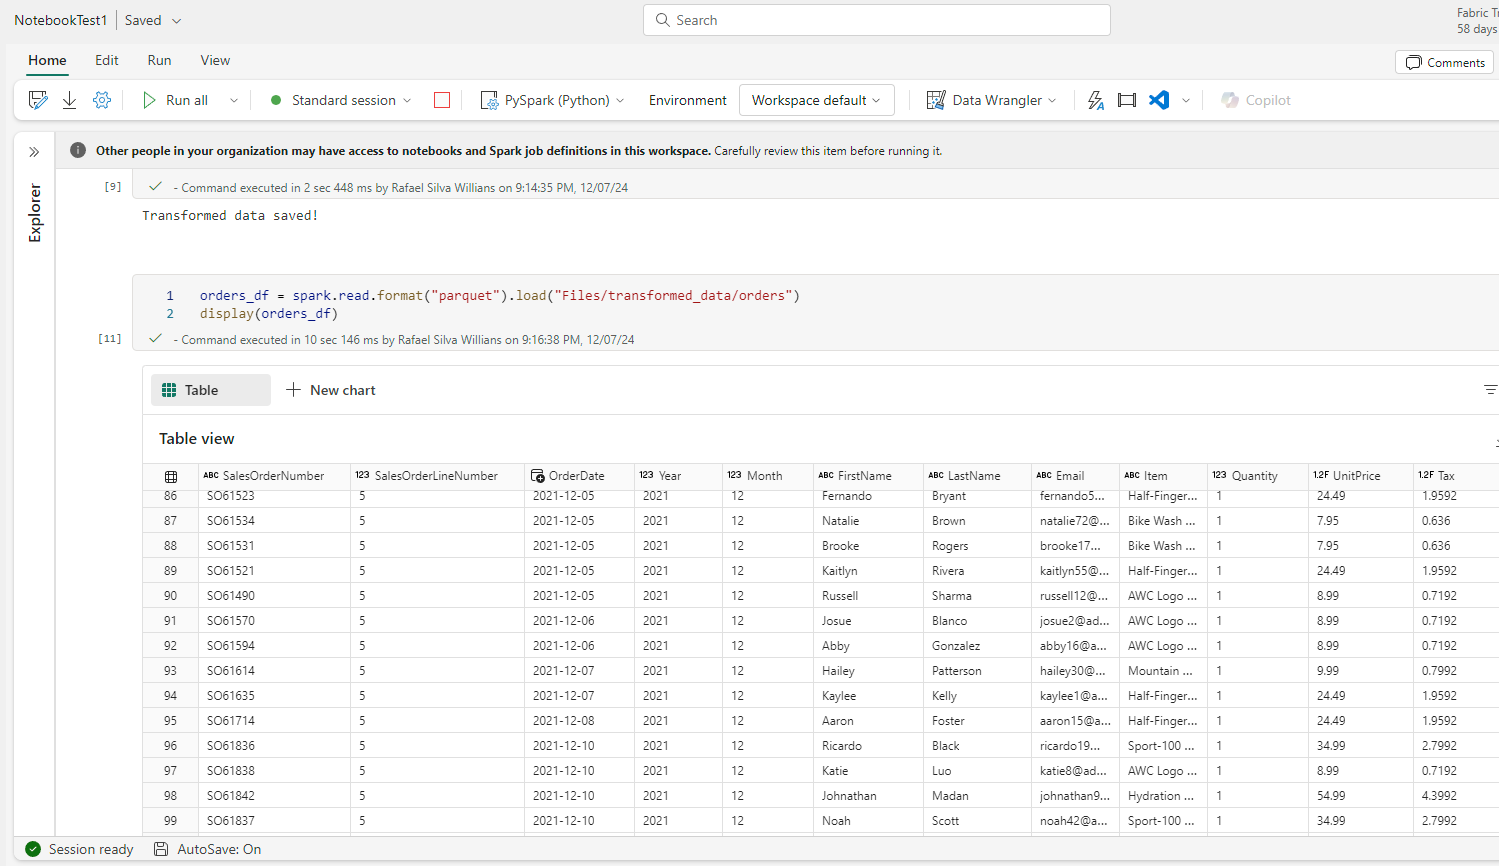 NotebookTest1 Saved Search Fabric Tr
58 days
Home Edit Run View Comments
Run all Standard session PySpark (Python) Environment Workspace default Data Wrangler Copilot
Explorer
Other people in your organization may have access to notebooks and Spark job definitions in this workspace. Carefully review this item before running it.
[9] - Command executed in 2 sec 448 ms by Rafael Silva Willians on 9:14:35 PM, 12/07/24
Transformed data saved!
1 orders_df = spark.read.format("parquet").load("Files/transformed_data/orders")
2 display(orders_df)
[11] - Command executed in 10 sec 146 ms by Rafael Silva Willians on 9:16:38 PM, 12/07/24
Table New chart
Table view
ABC SalesOrderNumber 123 SalesOrderLineNumber OrderDate 123 Year 123 Month ABC FirstName ABC LastName ABC Email ABC Item 123 Quantity 1.2F UnitPrice 1.2F Tax
86 SO61523 5 2021-12-05 2021 12 Fernando Bryant fernando5... Half-Finger... 1 24.49 1.9592
87 SO61534 5 2021-12-05 2021 12 Natalie Brown natalie72@... Bike Wash ... 1 7.95 0.636
88 SO61531 5 2021-12-05 2021 12 Brooke Rogers brooke17... Bike Wash ... 1 7.95 0.636
89 SO61521 5 2021-12-05 2021 12 Kaitlyn Rivera kaitlyn55@... Half-Finger... 1 24.49 1.9592
90 SO61490 5 2021-12-05 2021 12 Russell Sharma russell12@... AWC Logo ... 1 8.99 0.7192
91 SO61570 5 2021-12-06 2021 12 Josue Blanco josue2@ad... AWC Logo ... 1 8.99 0.7192
92 SO61594 5 2021-12-06 2021 12 Abby Gonzalez abby16@a... AWC Logo ... 1 8.99 0.7192
93 SO61614 5 2021-12-07 2021 12 Hailey Patterson hailey30@... Mountain ... 1 9.99 0.7992
94 SO61635 5 2021-12-07 2021 12 Kaylee Kelly kaylee1@a... Half-Finger... 1 24.49 1.9592
95 SO61714 5 2021-12-08 2021 12 Aaron Foster aaron15@a... Half-Finger... 1 24.49 1.9592
96 SO61836 5 2021-12-10 2021 12 Ricardo Black ricardo19... Sport-100 ... 1 34.99 2.7992
97 SO61838 5 2021-12-10 2021 12 Katie Luo katie8@ad... AWC Logo ... 1 8.99 0.7192
98 SO61842 5 2021-12-10 2021 12 Johnathan Madan johnathan9... Hydration ... 1 54.99 4.3992
99 SO61837 5 2021-12-10 2021 12 Noah Scott noah42@a... Sport-100 ... 1 34.99 2.7992
Session ready AutoSave: On